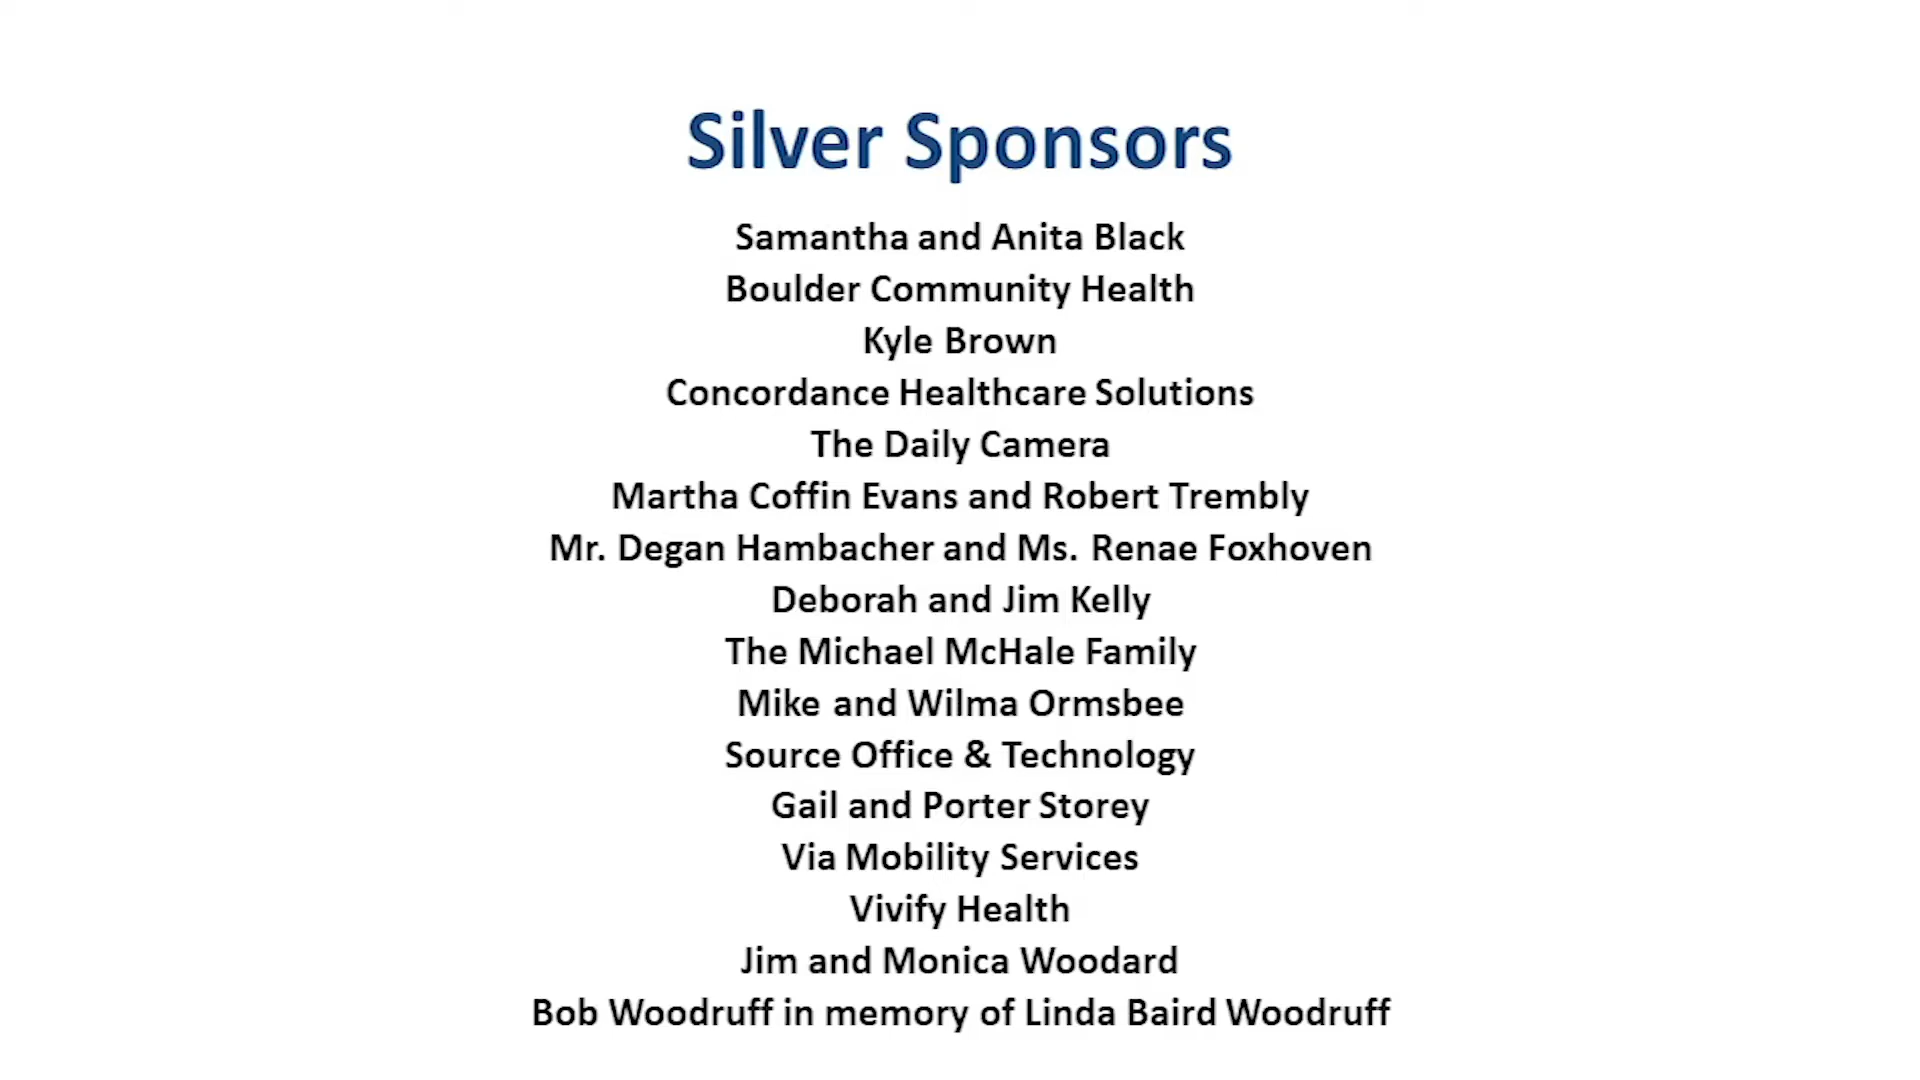 Silver Sponsors
Samantha and Anita Black
Boulder Community Health
Kyle Brown
Concordance Healthcare Solutions
The Daily Camera
Martha Coffin Evans and Robert Trembly
Mr. Degan Hambacher and Ms. Renae Foxhoven
Deborah and Jim Kelly
The Michael McHale Family
Mike and Wilma Ormsbee
Source Office & Technology
Gail and Porter Storey
Via Mobility Services
Vivify Health
Jim and Monica Woodard
Bob Woodruff in memory of Linda Baird Woodruff